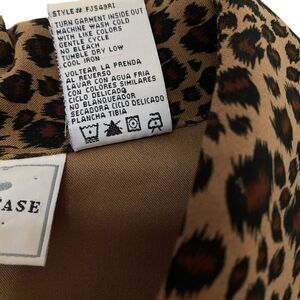 STYLE# FJ549RI
TURN GARMENT INSIDE OUT
MACHINE WASH COLD
WITH LIKE COLORS
GENTLE CYCLE
NO BLEACH
TUMBLE DRY LOW
COOL IRON
VOLTEAR LA PRENDA
AL REVERSO
LAVAR CON AGUA FRIA
CON COLORES SIMILARES
CICLO DELICADO
NO BLANQUEADOR
SECADORA CICLO DELICADO
PLANCHA TIBIA
ASE